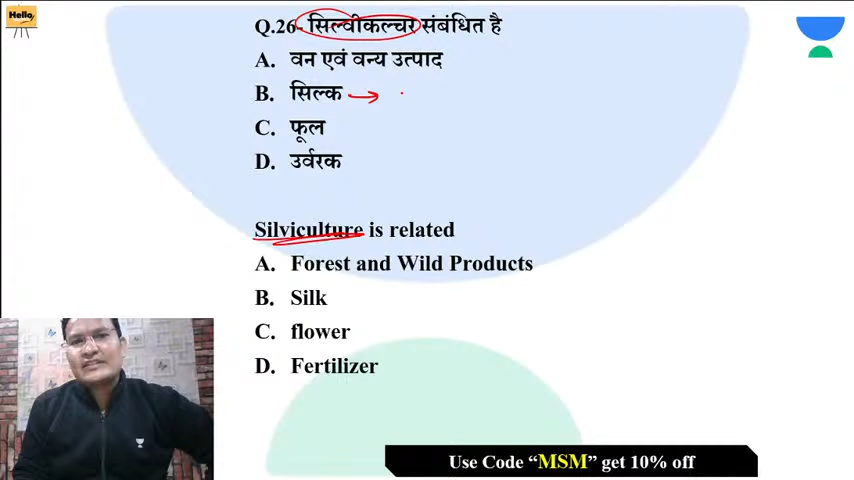 Hello
Q.26- सिल्वीकल्चर संबंधित है
A. वन एवं वन्य उत्पाद
B. सिल्क
C. फूल
D. उर्वरक
Silviculture is related
A. Forest and Wild Products
B. Silk
C. flower
D. Fertilizer
Use Code “MSM” get 10% off